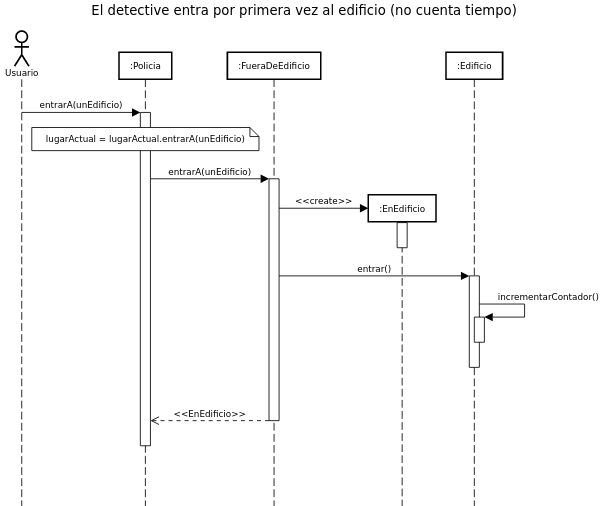 El detective entra por primera vez al edificio (no cuenta tiempo)
Usuario
:Policia
:FueraDeEdificio
:Edificio
entrarA(unEdificio)
lugarActual = lugarActual.entrarA(unEdificio)
entrarA(unEdificio)
<<create>>
:EnEdificio
entrar()
incrementarContador()
<<EnEdificio>>